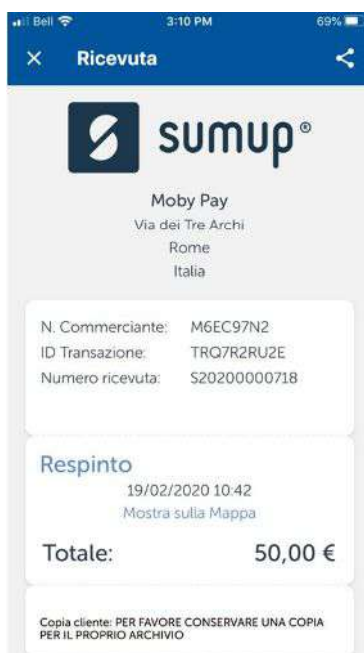 Bell 3:10 PM 69%
Ricevuta
sumup®
Moby Pay
Via dei Tre Archi
Rome
Italia
N. Commerciante: M6EC97N2
ID Transazione: TRQ7R2RU2E
Numero ricevuta: S20200000718
Respinto
19/02/2020 10:42
Mostra sulla Mappa
Totale: 50,00 €
Copia cliente: PER FAVORE CONSERVARE UNA COPIA
PER IL PROPRIO ARCHIVIO